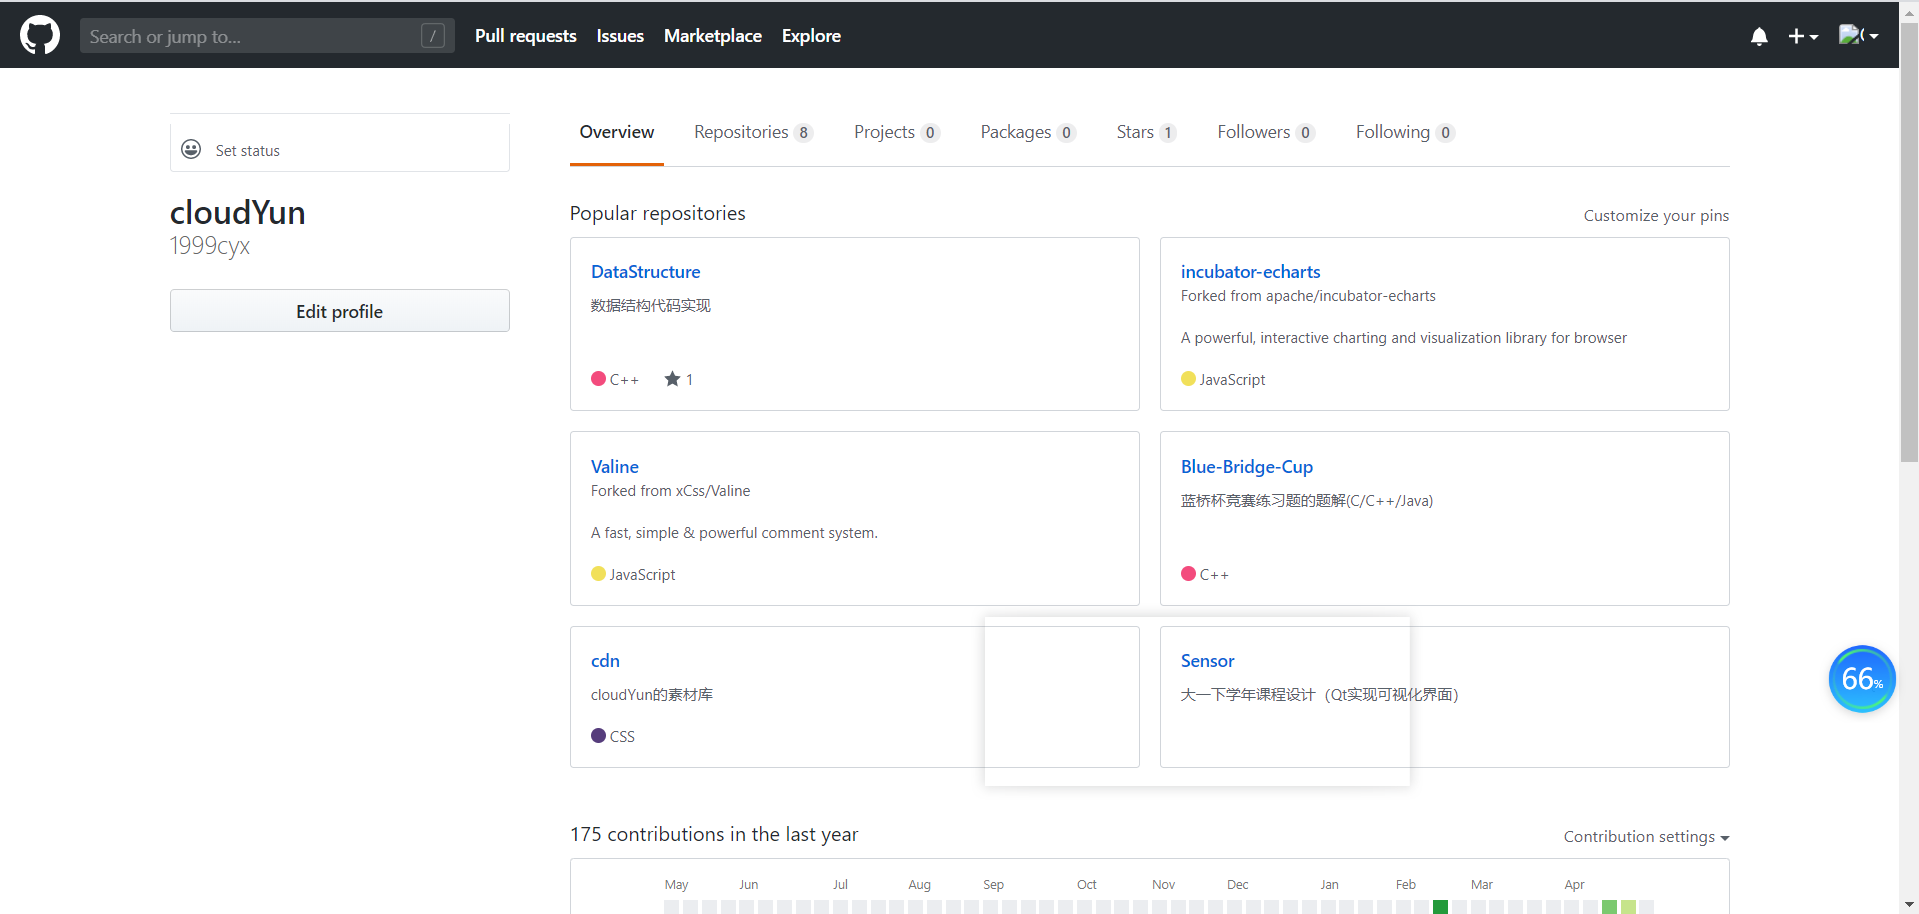 Search or jump to... / Pull requests Issues Marketplace Explore
Set status
cloudYun
1999cyx
Edit profile
Overview Repositories 8 Projects 0 Packages 0 Stars 1 Followers 0 Following 0
Popular repositories Customize your pins
DataStructure
数据结构代码实现
C++ 1
incubator-echarts
Forked from apache/incubator-echarts
A powerful, interactive charting and visualization library for browser
JavaScript
Valine
Forked from xCss/Valine
A fast, simple & powerful comment system.
JavaScript
Blue-Bridge-Cup
蓝桥杯竞赛练习题的题解(C/C++/Java)
C++
cdn
cloudYun的素材库
CSS
Sensor
大一下学年课程设计（Qt实现可视化界面）
66%
175 contributions in the last year Contribution settings
May Jun Jul Aug Sep Oct Nov Dec Jan Feb Mar Apr